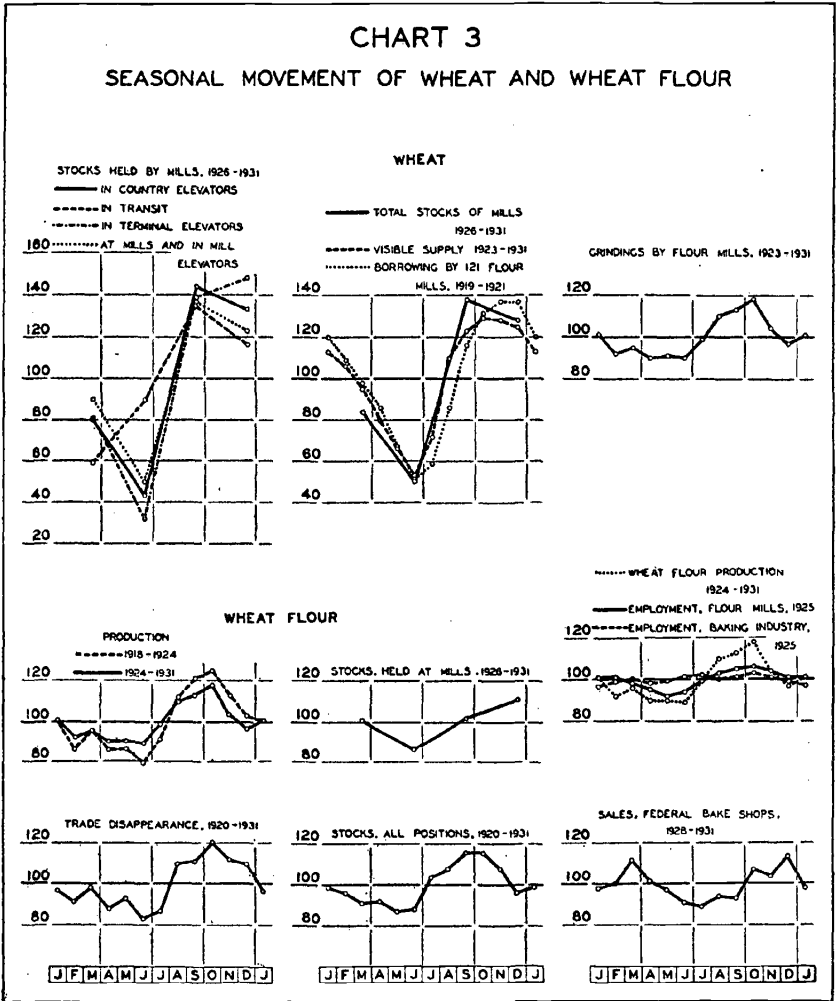 CHART 3
SEASONAL MOVEMENT OF WHEAT AND WHEAT FLOUR
WHEAT
STOCKS HELD BY MILLS, 1926-1931
IN COUNTRY ELEVATORS
IN TRANSIT
IN TERMINAL ELEVATORS
AT MILLS AND IN MILL
ELEVATORS
160
140
120
100
80
60
40
20
TOTAL STOCKS OF MILLS
1926-1931
VISIBLE SUPPLY 1923-1931
BORROWING BY 121 FLOUR
MILLS, 1919-1921
140
120
100
80
60
40
GRINDINGS BY FLOUR MILLS, 1923-1931
140
120
100
80
WHEAT FLOUR
PRODUCTION
1918-1924
1924-1931
120
100
80
STOCKS, HELD AT MILLS, 1926-1931
120
100
80
WHEAT FLOUR PRODUCTION
1924-1931
EMPLOYMENT, FLOUR MILLS, 1925
EMPLOYMENT, BAKING INDUSTRY,
1925
120
100
80
TRADE DISAPPEARANCE, 1920-1931
120
100
80
STOCKS, ALL POSITIONS, 1920-1931
120
100
80
SALES, FEDERAL BAKE SHOPS,
1928-1931
120
100
80
J F M A M J J A S O N D J
J F M A M J J A S O N D J
J F M A M J J A S O N D J